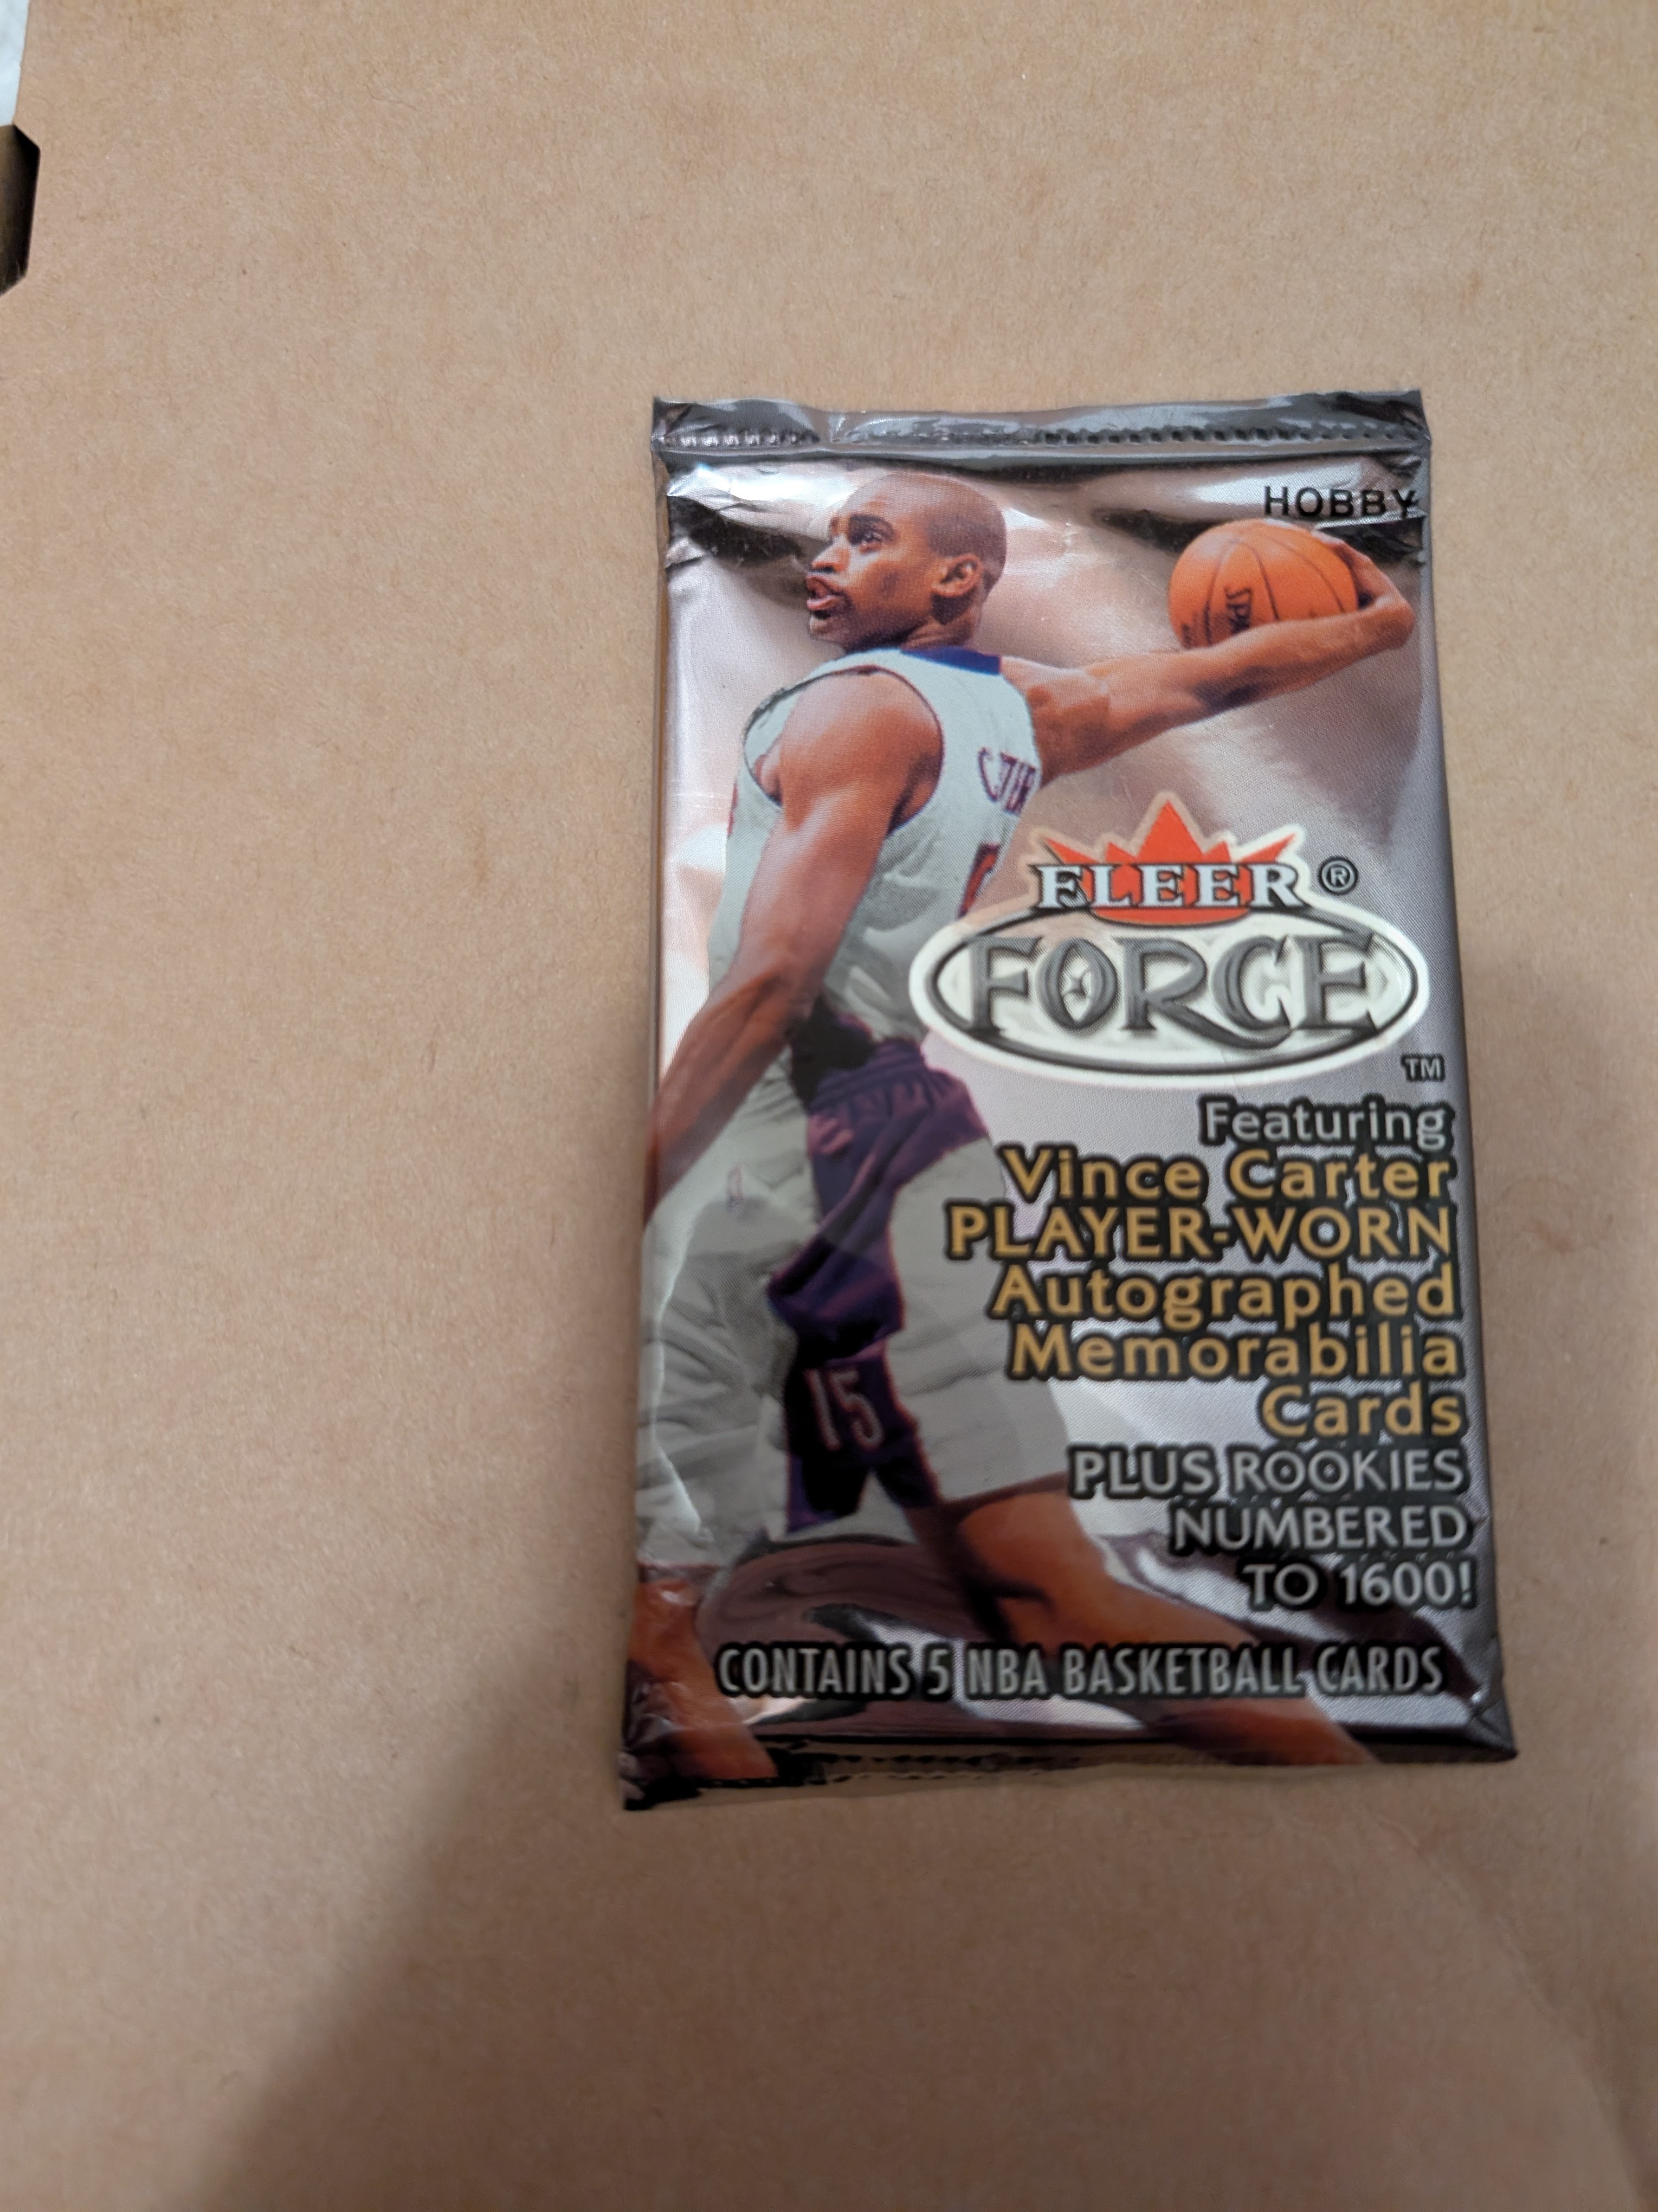 HOBBY
FLEER ®
FORCE
TM
Featuring
Vince Carter
PLAYER-WORN
Autographed
Memorabilia
Cards
PLUS ROOKIES
NUMBERED
TO 1600!
15
CONTAINS 5 NBA BASKETBALL CARDS